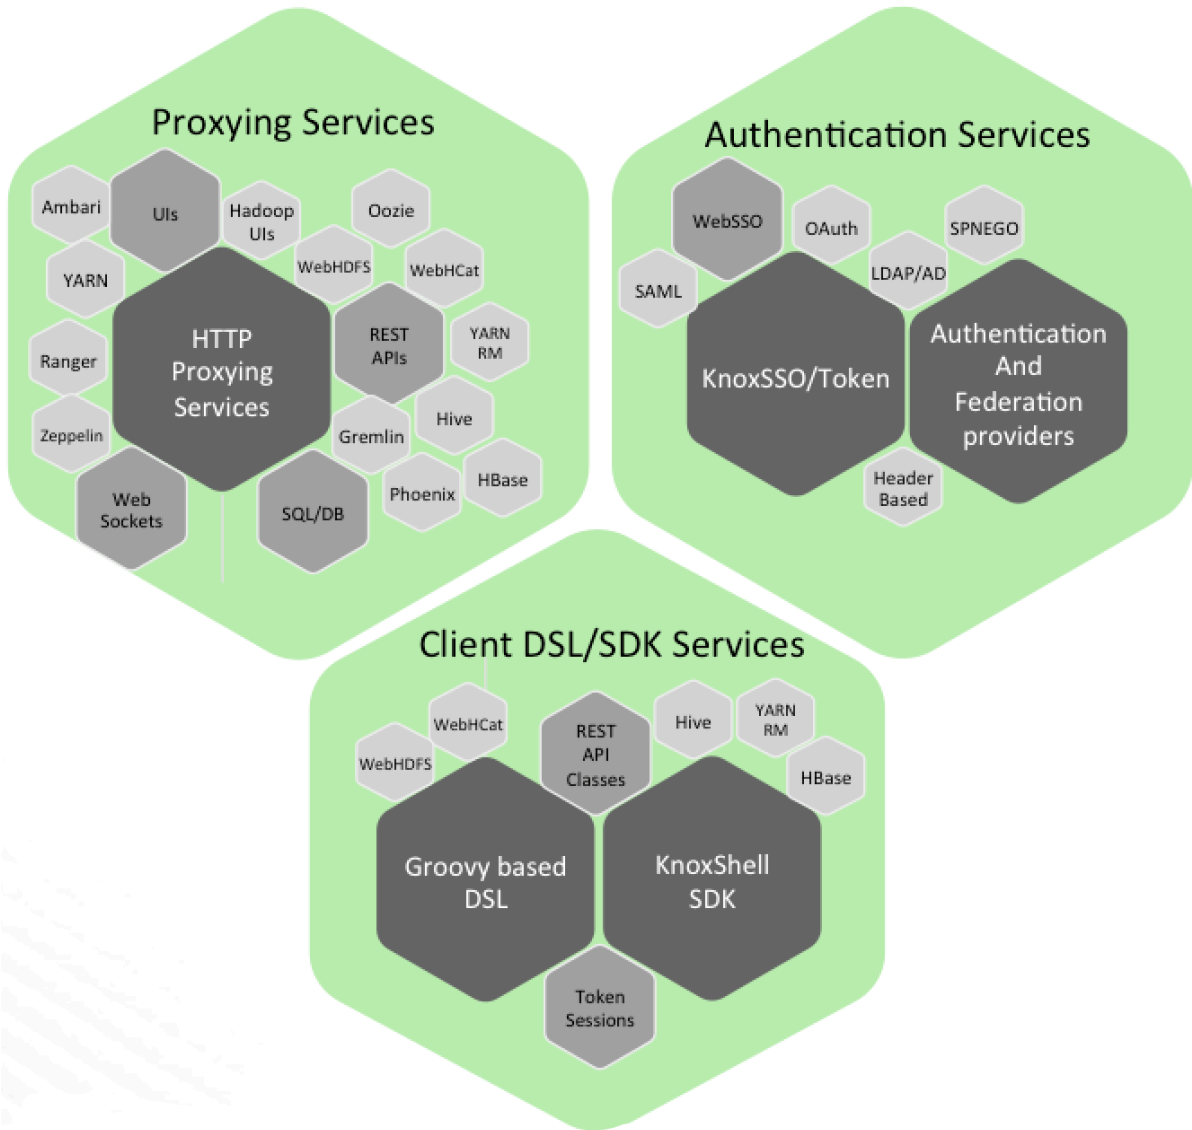 Proxying Services
Ambari
UIs
Hadoop
UIs
Oozie
YARN
WebHDFS
WebHCat
HTTP
Proxying
Services
REST
APIs
YARN
RM
Ranger
Zeppelin
Gremlin
Hive
Web
Sockets
SQL/DB
Phoenix
HBase
Authentication Services
WebSSO
OAuth
SPNEGO
SAML
LDAP/AD
KnoxSSO/Token
Authentication
And
Federation
providers
Header
Based
Client DSL/SDK Services
WebHDFS
WebHCat
REST
API
Classes
Hive
YARN
RM
HBase
Groovy based
DSL
KnoxShell
SDK
Token
Sessions